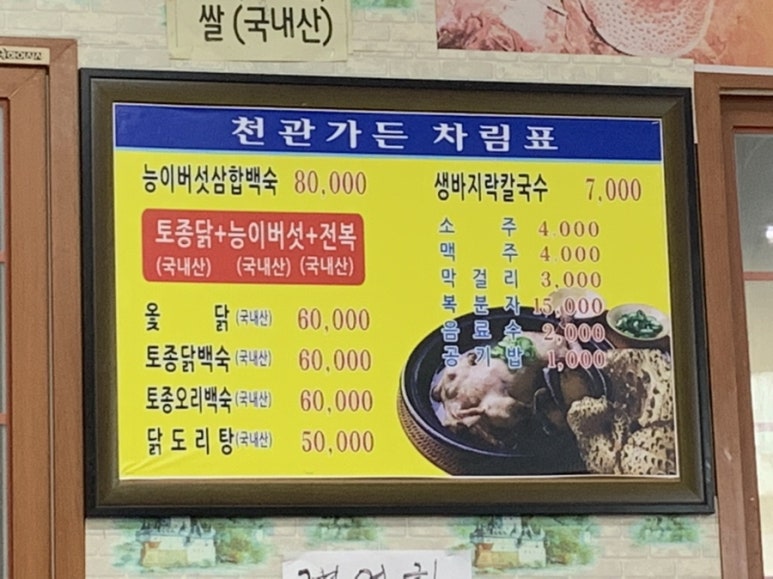 쌀 (국내산)
천관가든 차림표
능이버섯삼합백숙 80,000
토종닭+능이버섯+전복
(국내산) (국내산) (국내산)
옻 닭 (국내산) 60,000
토종닭백숙 (국내산) 60,000
토종오리백숙 (국내산) 60,000
닭도리탕 (국내산) 50,000
생바지락칼국수 7,000
소 주 4.000
맥 주 4.000
막걸리 3,000
복분자 15,000
음료수 2,000
공기밥 1,000